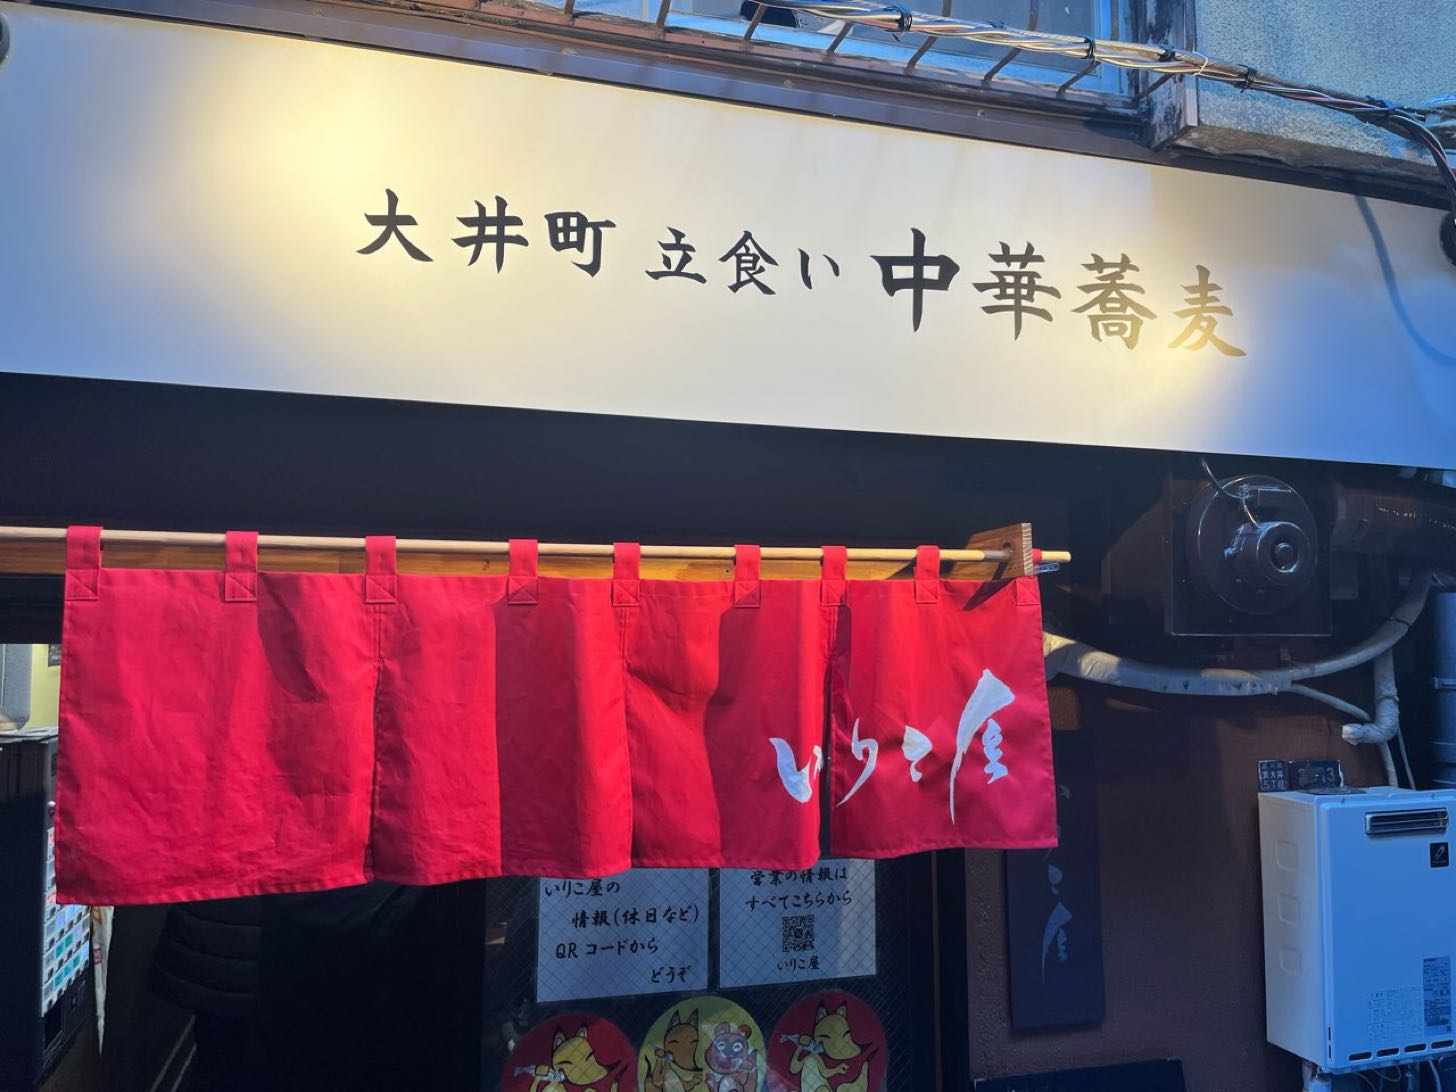 大井町 立食い 中華蕎麦
いりこ屋
いりこ屋の
情報(休日など)
QRコードから
どうぞ
営業の情報は
すべてこちらから
いりこ屋